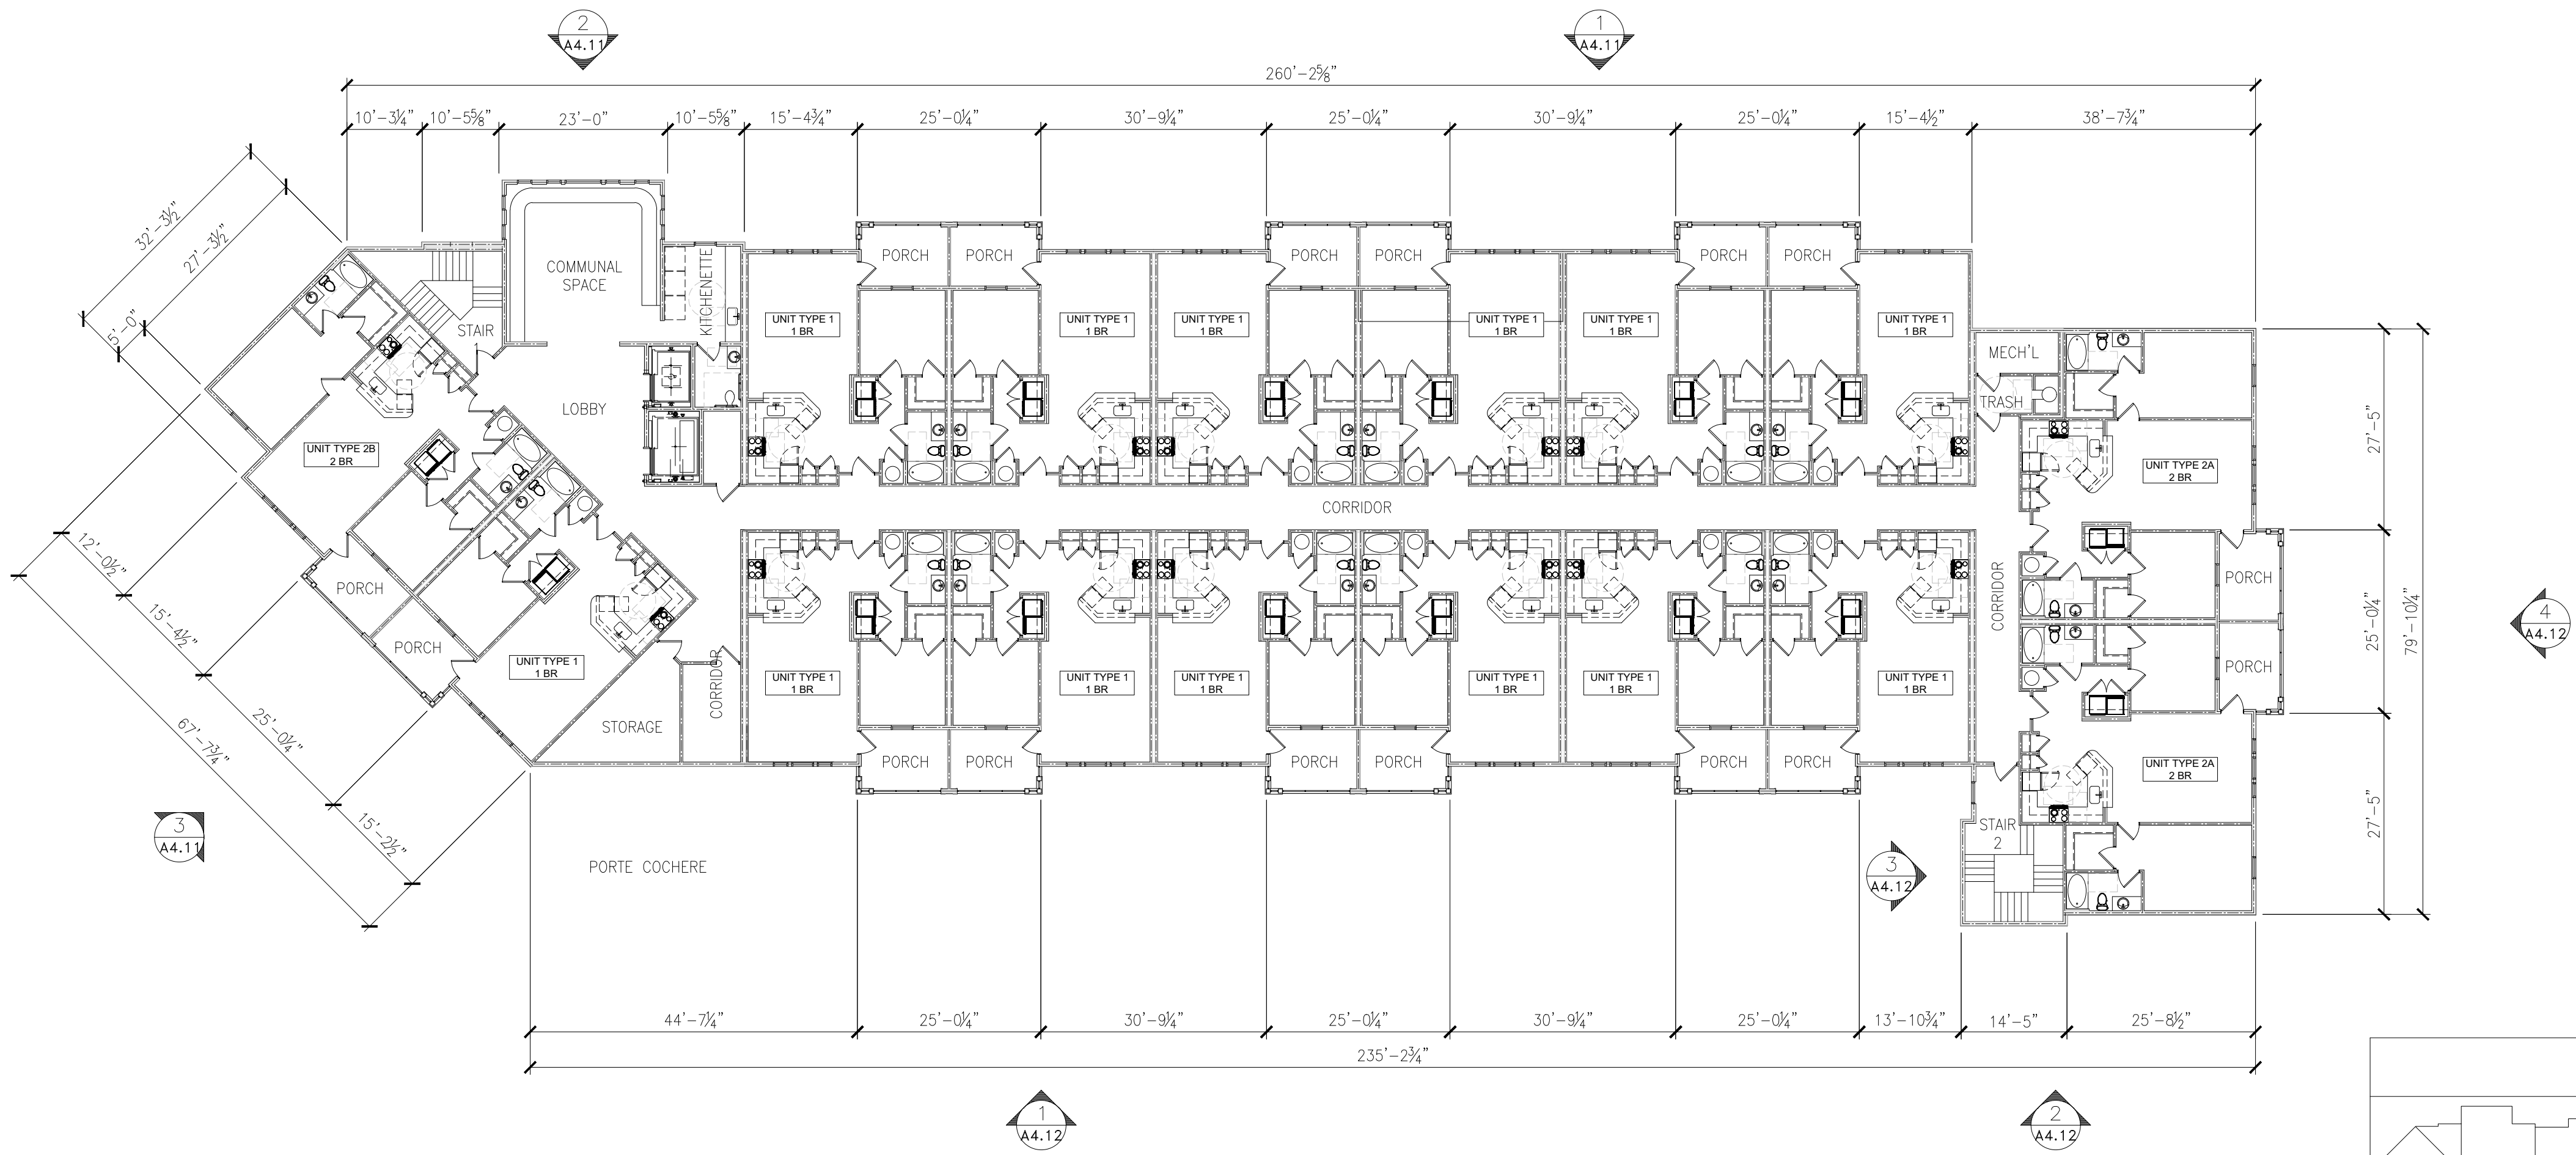 2
A4.11
1
A4.11
260'-2⅝"
10'-3¼" 10'-5⅝" 23'-0" 10'-5⅝" 15'-4¾" 25'-0¼" 30'-9¼" 25'-0¼" 30'-9¼" 25'-0¼" 15'-4½" 38'-7¾"
32'-3½"
27'-3½"
5'-0"
COMMUNAL
SPACE
KITCHENETTE
STAIR
1
LOBBY
PORCH PORCH PORCH PORCH PORCH PORCH
UNIT TYPE 1
1 BR
UNIT TYPE 1
1 BR
UNIT TYPE 1
1 BR
UNIT TYPE 1
1 BR
UNIT TYPE 1
1 BR
UNIT TYPE 1
1 BR
MECH'L
TRASH
UNIT TYPE 2B
2 BR
UNIT TYPE 2A
2 BR
27'-5"
CORRIDOR
CORRIDOR
PORCH
PORCH
25'-0¼"
79'-10¼"
4
A4.12
12'-0½"
15'-4½"
25'-0¼"
67'-7¾"
15'-2½"
PORCH
PORCH
UNIT TYPE 1
1 BR
STORAGE
CORRIDOR
UNIT TYPE 1
1 BR
UNIT TYPE 1
1 BR
UNIT TYPE 1
1 BR
UNIT TYPE 1
1 BR
UNIT TYPE 1
1 BR
UNIT TYPE 1
1 BR
PORCH PORCH PORCH PORCH PORCH PORCH
UNIT TYPE 2A
2 BR
27'-5"
STAIR
2
3
A4.11
PORTE COCHERE
3
A4.12
44'-7¼" 25'-0¼" 30'-9¼" 25'-0¼" 30'-9¼" 25'-0¼" 13'-10¾" 14'-5" 25'-8½"
235'-2¾"
1
A4.12
2
A4.12